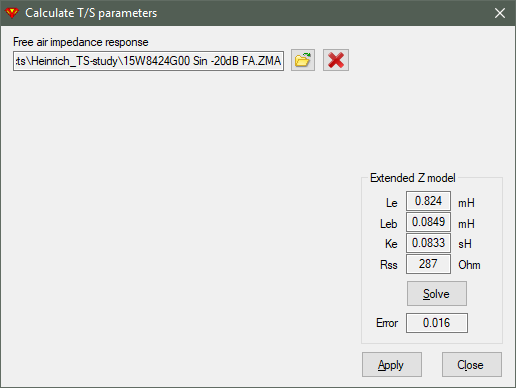 Calculate T/S parameters
Free air impedance response
:ts\Heinrich_TS-study\15W8424G00 Sin -20dB FA.ZMA
Extended Z model
Le 0.824 mH
Leb 0.0849 mH
Ke 0.0833 sH
Rss 287 Ohm
Solve
Error 0.016
Apply Close